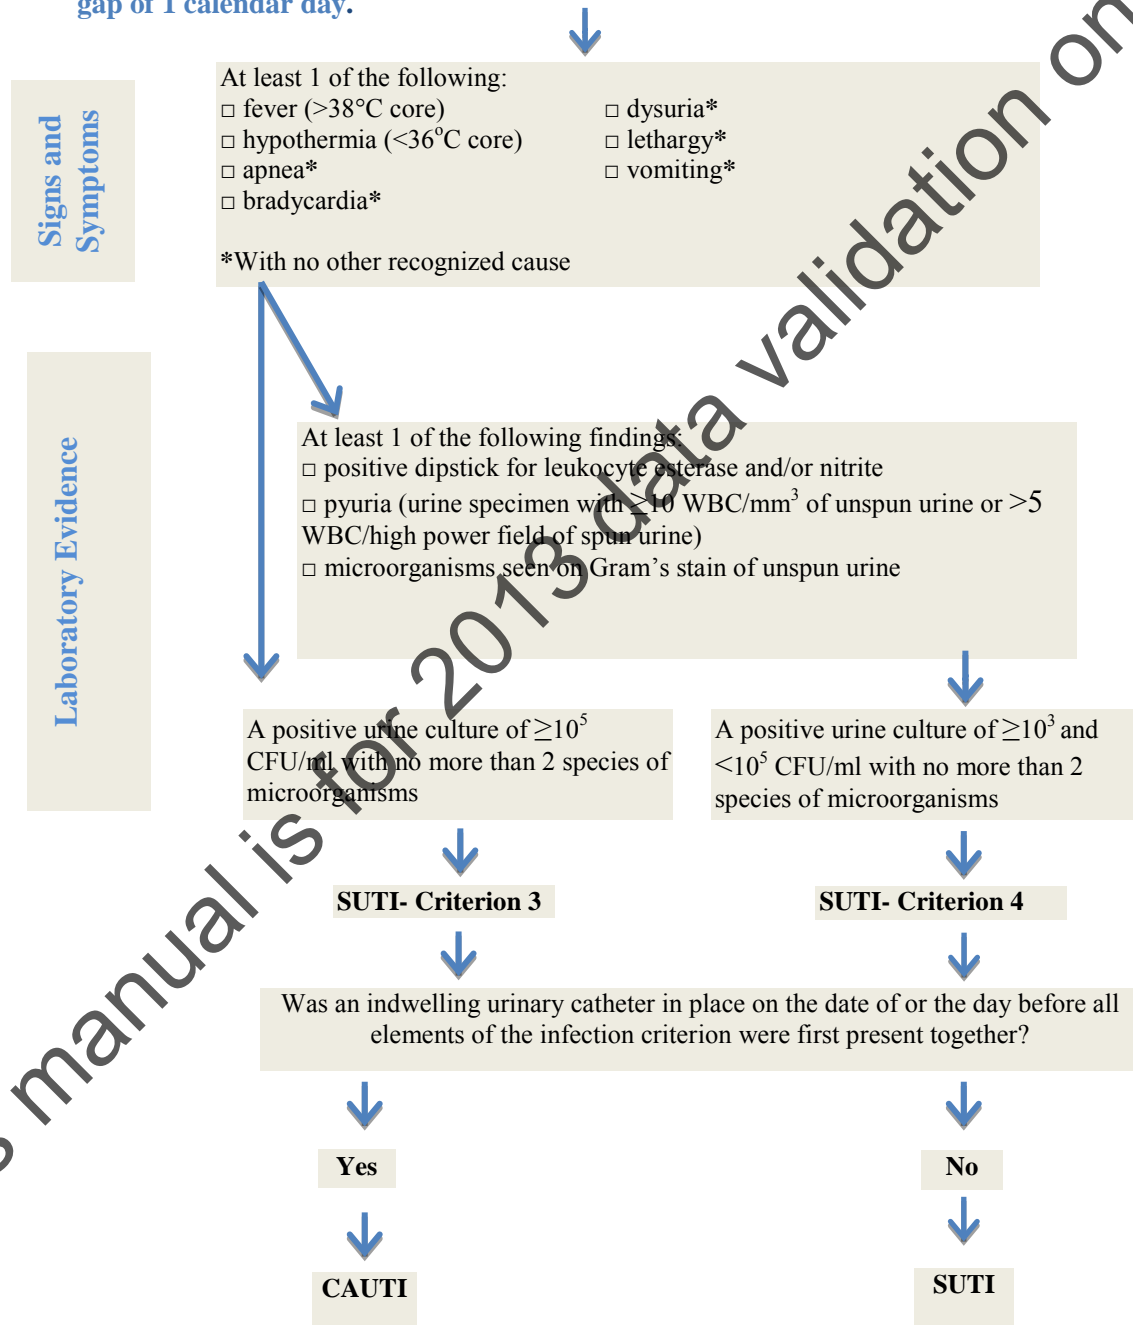 gap of 1 calendar day.
Signs and
Symptoms
At least 1 of the following:
□ fever (>38°C core)
□ hypothermia (<36°C core)
□ apnea*
□ bradycardia*
□ dysuria*
□ lethargy*
□ vomiting*
*With no other recognized cause
Laboratory Evidence
At least 1 of the following findings:
□ positive dipstick for leukocyte esterase and/or nitrite
□ pyuria (urine specimen with ≥10 WBC/mm³ of unspun urine or >5
WBC/high power field of spun urine)
□ microorganisms seen on Gram's stain of unspun urine
A positive urine culture of ≥10⁵
CFU/ml with no more than 2 species of
microorganisms
A positive urine culture of ≥10³ and
<10⁵ CFU/ml with no more than 2
species of microorganisms
SUTI- Criterion 3
SUTI- Criterion 4
Was an indwelling urinary catheter in place on the date of or the day before all
elements of the infection criterion were first present together?
Yes
No
CAUTI
SUTI
s manual is for 2013 data validation on